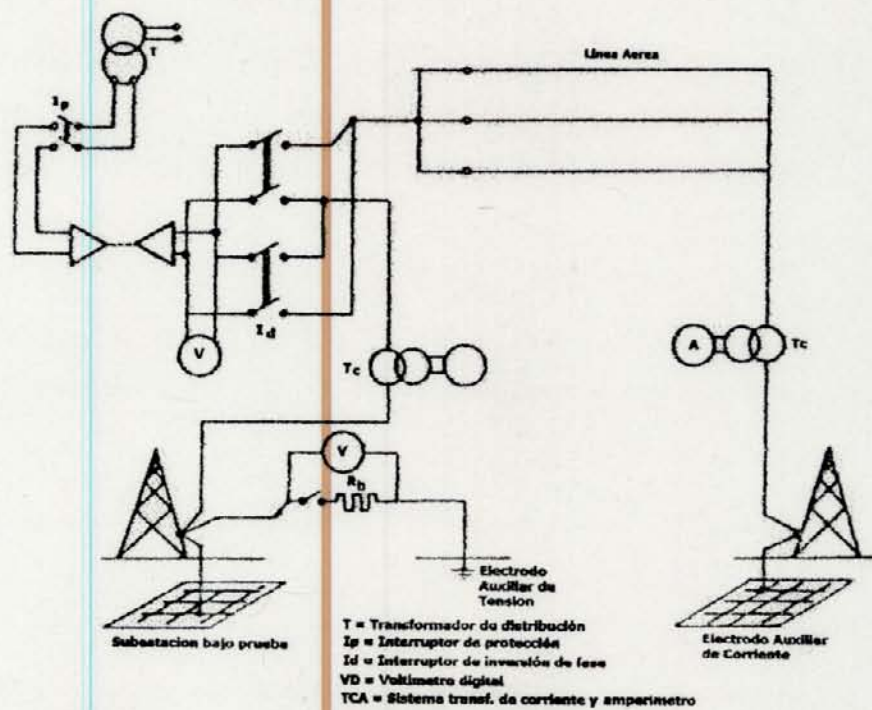 T
Linea Aerea
Ip
Id
V
Tc
A
Tc
V
Rh
Electrodo
Auxiliar de
Tension
Subestacion bajo prueba
Electrodo Auxiliar
de Corriente
T = Transformador de distribución
Ip = Interruptor de protección
Id = Interruptor de inversión de fase
VD = Voltimetro digital
TCA = Sistema transf. de corriente y amperimetro